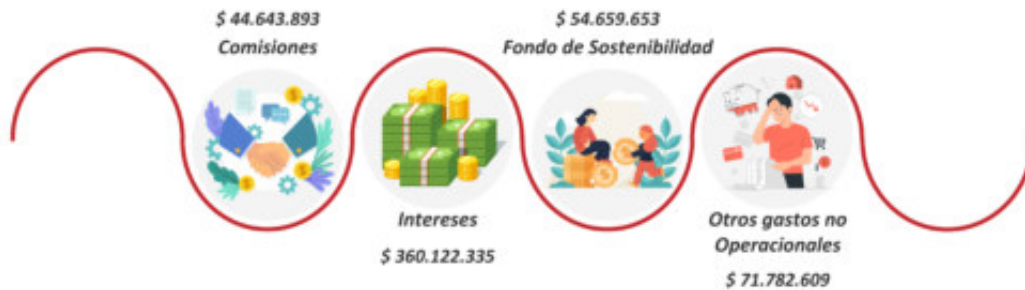 $ 44.643.893
Comisiones
Intereses
$ 360.122.335
$ 54.659.653
Fondo de Sostenibilidad
Otros gastos no
Operacionales
$ 71.782.609